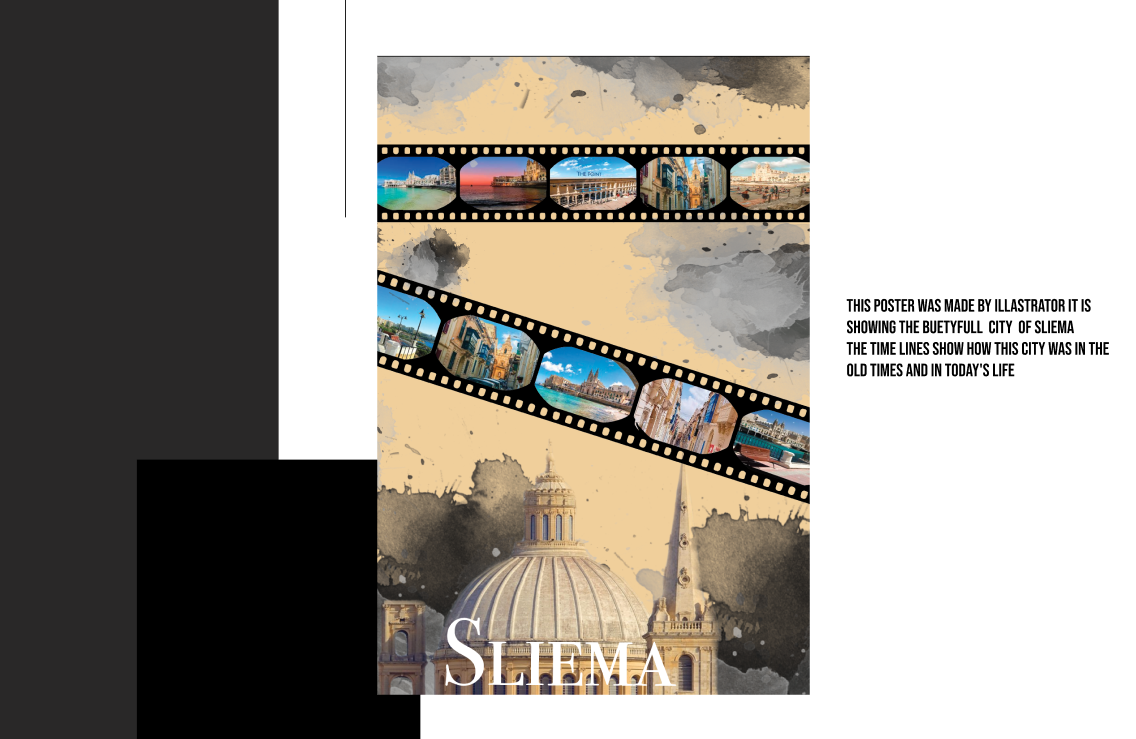 THE POINT
THIS POSTER WAS MADE BY ILLASTRATOR IT IS
SHOWING THE BUETYFULL CITY OF SLIEMA
THE TIME LINES SHOW HOW THIS CITY WAS IN THE
OLD TIMES AND IN TODAY'S LIFE
SLIEMA